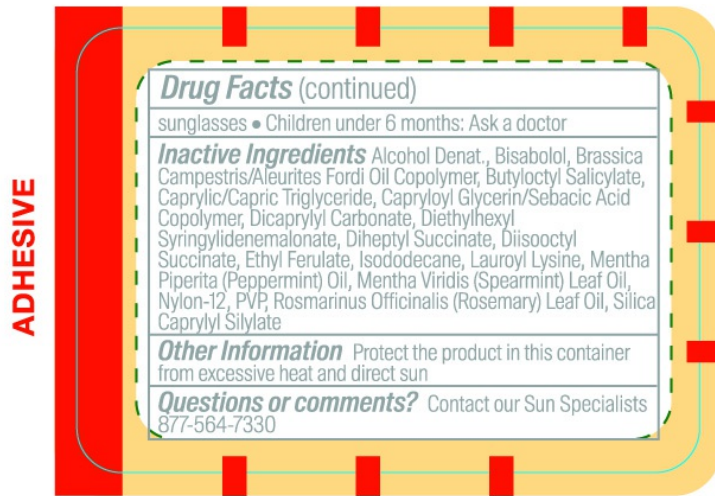 ADHESIVE
Drug Facts (continued)
sunglasses • Children under 6 months: Ask a doctor
Inactive Ingredients Alcohol Denat., Bisabolol, Brassica
Campestris/Aleurites Fordi Oil Copolymer, Butyloctyl Salicylate,
Caprylic/Capric Triglyceride, Capryloyl Glycerin/Sebacic Acid
Copolymer, Dicaprylyl Carbonate, Diethylhexyl
Syringylidenemalonate, Diheptyl Succinate, Diisooctyl
Succinate, Ethyl Ferulate, Isododecane, Lauroyl Lysine, Mentha
Piperita (Peppermint) Oil, Mentha Viridis (Spearmint) Leaf Oil,
Nylon-12, PVP, Rosmarinus Officinalis (Rosemary) Leaf Oil, Silica
Caprylyl Silylate
Other Information Protect the product in this container
from excessive heat and direct sun
Questions or comments? Contact our Sun Specialists
877-564-7330